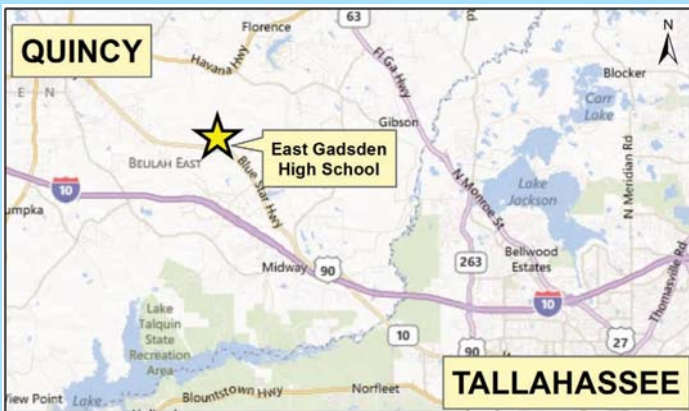 63
Florence
QUINCY
Havana Hwy
Fl Ga Hwy
N
Blocker
Carr
Lake
Gibson
East Gadsden
High School
BEULAH EAST
Blue Star Hwy
N Monroe St
Lake
Jackson
N Meridian Rd
10
umpka
Bellwood
Estates
Midway
90
263
10
Thomasville Rd
Lake
Talquin
State
Recreation
Area
10
90
27
TALLAHASSEE
View Point
Lake
Blountstown Hwy
Norfleet